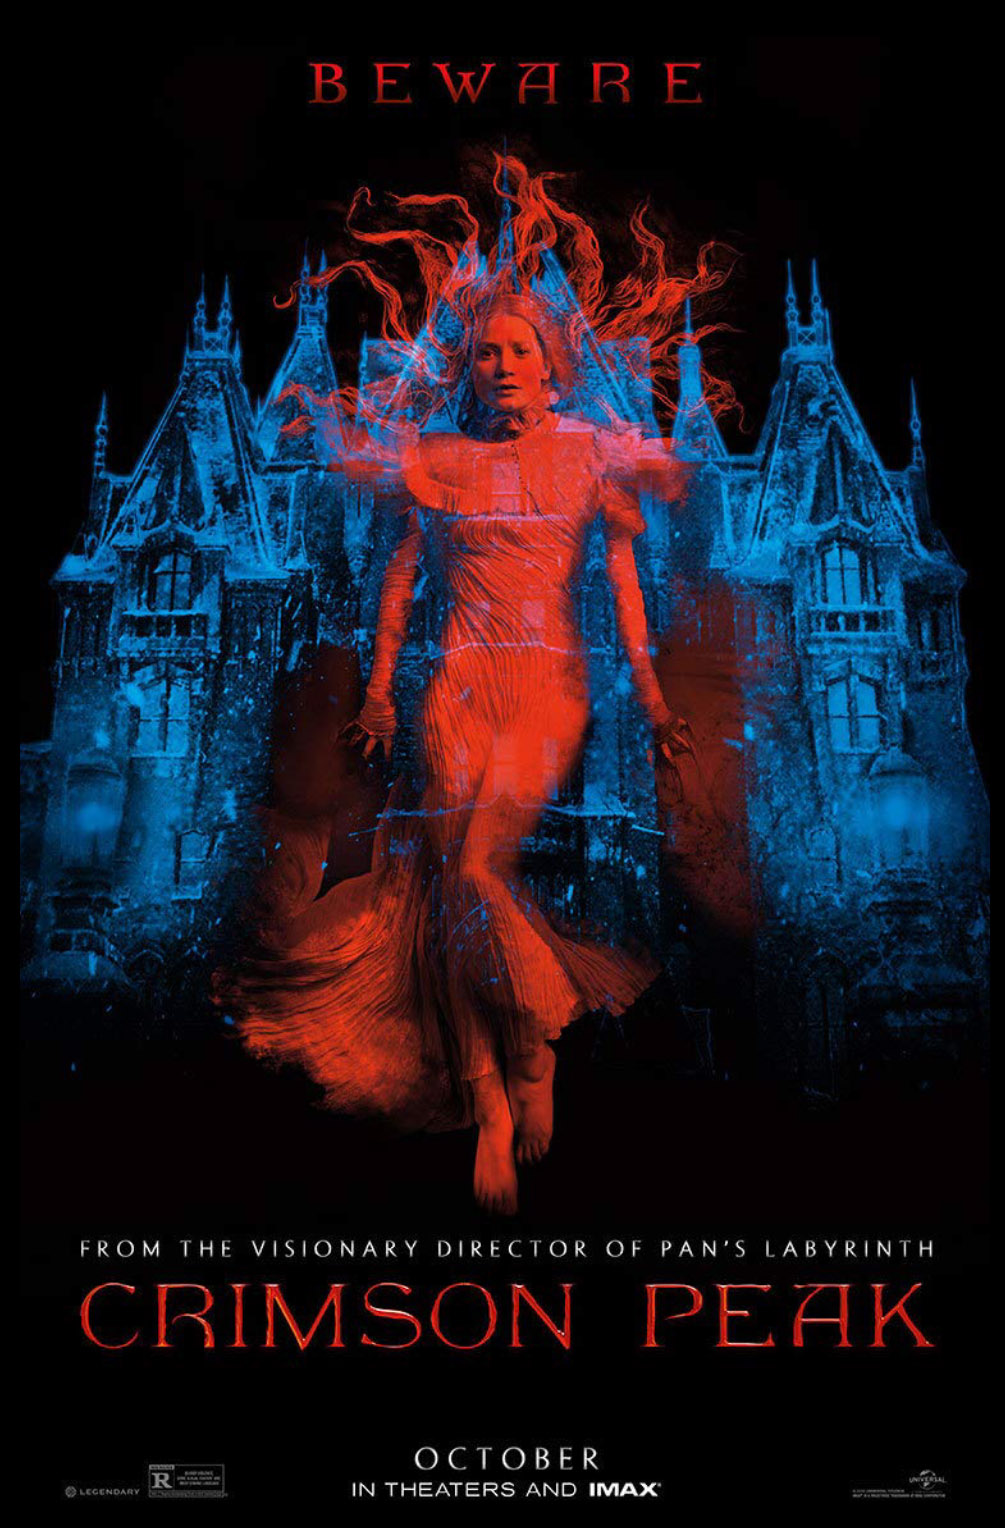 BEWARE
FROM THE VISIONARY DIRECTOR OF PAN'S LABYRINTH
CRIMSON PEAK
OCTOBER
IN THEATERS AND IMAX
LEGENDARY
R
UNIVERSAL